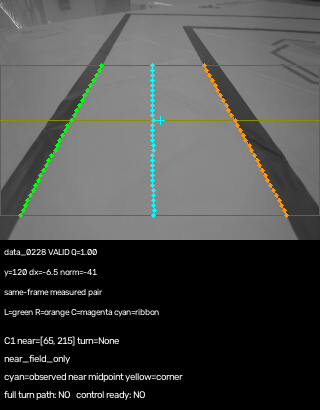 data_0228 VALID Q=1.00
y=120 dx=-6.5 norm=-41
same-frame measured pair
L=green R=orange C=magenta cyan=ribbon
C1 near=[65, 215] turn=None
near_field_only
cyan=observed near midpoint yellow=corner
full turn path: NO control ready: NO